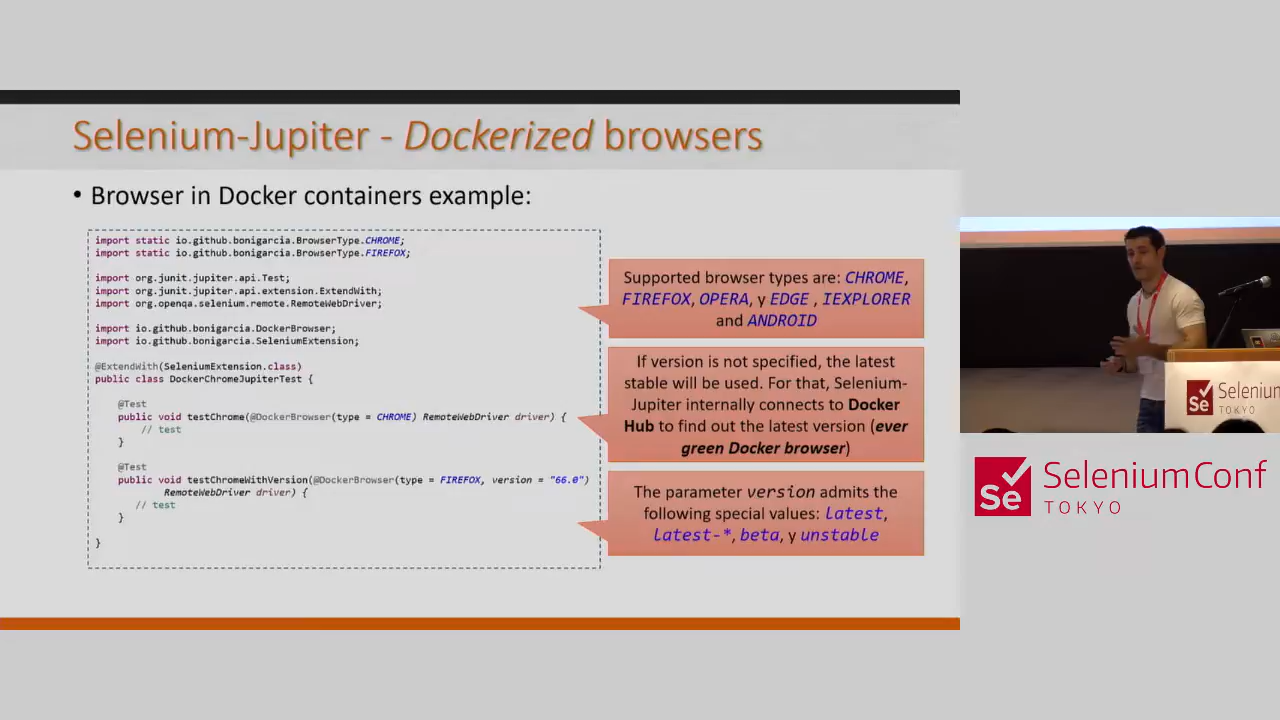 Selenium-Jupiter - Dockerized browsers
• Browser in Docker containers example:
import static io.github.bonigarcia.BrowserType.CHROME;
import static io.github.bonigarcia.BrowserType.FIREFOX;
import org.junit.jupiter.api.Test;
import org.junit.jupiter.api.extension.ExtendWith;
import org.openqa.selenium.remote.RemoteWebDriver;
import io.github.bonigarcia.DockerBrowser;
import io.github.bonigarcia.SeleniumExtension;
@ExtendWith(SeleniumExtension.class)
public class DockerChromeJupiterTest {
@Test
public void testChrome(@DockerBrowser(type = CHROME) RemoteWebDriver driver) {
// test
}
@Test
public void testChromeWithVersion(@DockerBrowser(type = FIREFOX, version = "66.0")
RemoteWebDriver driver) {
// test
}
}
Supported browser types are: CHROME,
FIREFOX, OPERA, y EDGE , IEXPLORER
and ANDROID
If version is not specified, the latest
stable will be used. For that, Selenium-
Jupiter internally connects to Docker
Hub to find out the latest version (ever
green Docker browser)
The parameter version admits the
following special values: Latest,
latest-*, beta, y unstable
Se
Selenium
TOKYO
Se
SeleniumConf
TOKYO